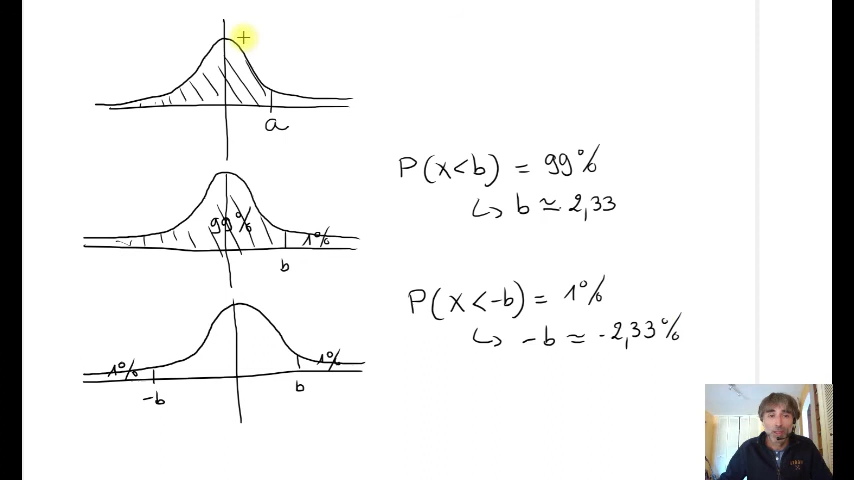 a
P(x<b) = 99%
↳ b ≃ 2,33
99%
1%
b
P(x<-b) = 1%
↳ -b ≃ -2,33%
1%
1%
-b
b